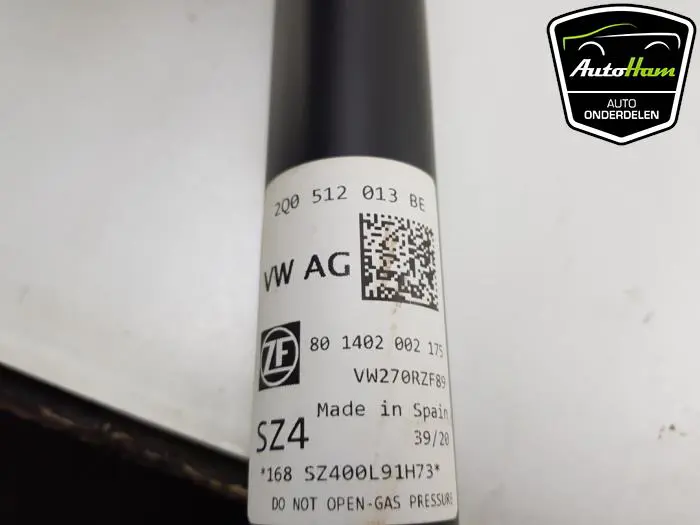 AutoHam
AUTO
ONDERDELEN
2Q0 512 013 BE
VW AG
ZF
80 1402 002 175
VW270RZF89
Made in Spain
SZ4
39/20
*168 SZ400L91H73*
DO NOT OPEN-GAS PRESSURE